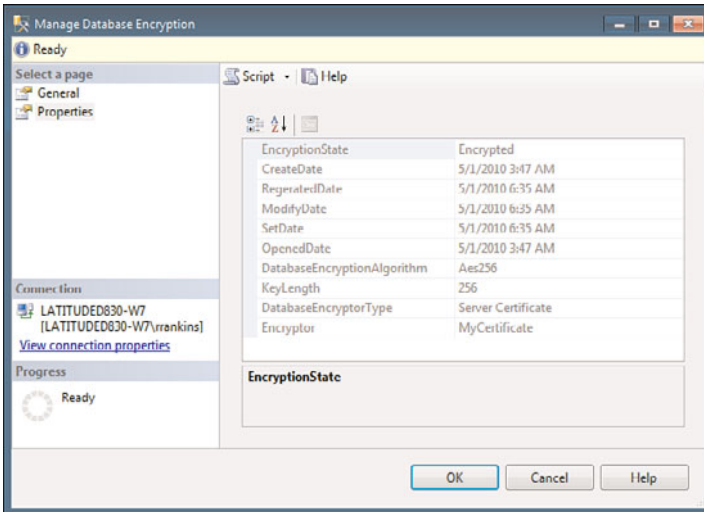 Manage Database Encryption
Ready
Select a page
General
Properties
Script
Help
EncryptionState Encrypted
CreateDate 5/1/2010 3:47 AM
RegeratedDate 5/1/2010 6:35 AM
ModifyDate 5/1/2010 6:35 AM
SetDate 5/1/2010 6:35 AM
OpenedDate 5/1/2010 3:47 AM
DatabaseEncryptionAlgorithm Aes256
KeyLength 256
DatabaseEncryptorType Server Certificate
Encryptor MyCertificate
Connection
LATITUDED830-W7
[LATITUDED830-W7\rrankins]
View connection properties
Progress
Ready
EncryptionState
OK Cancel Help